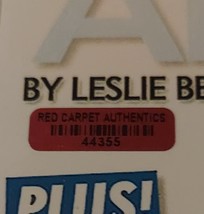 BY LESLIE BE
RED CARPET AUTHENTICS
44355
PLUS!